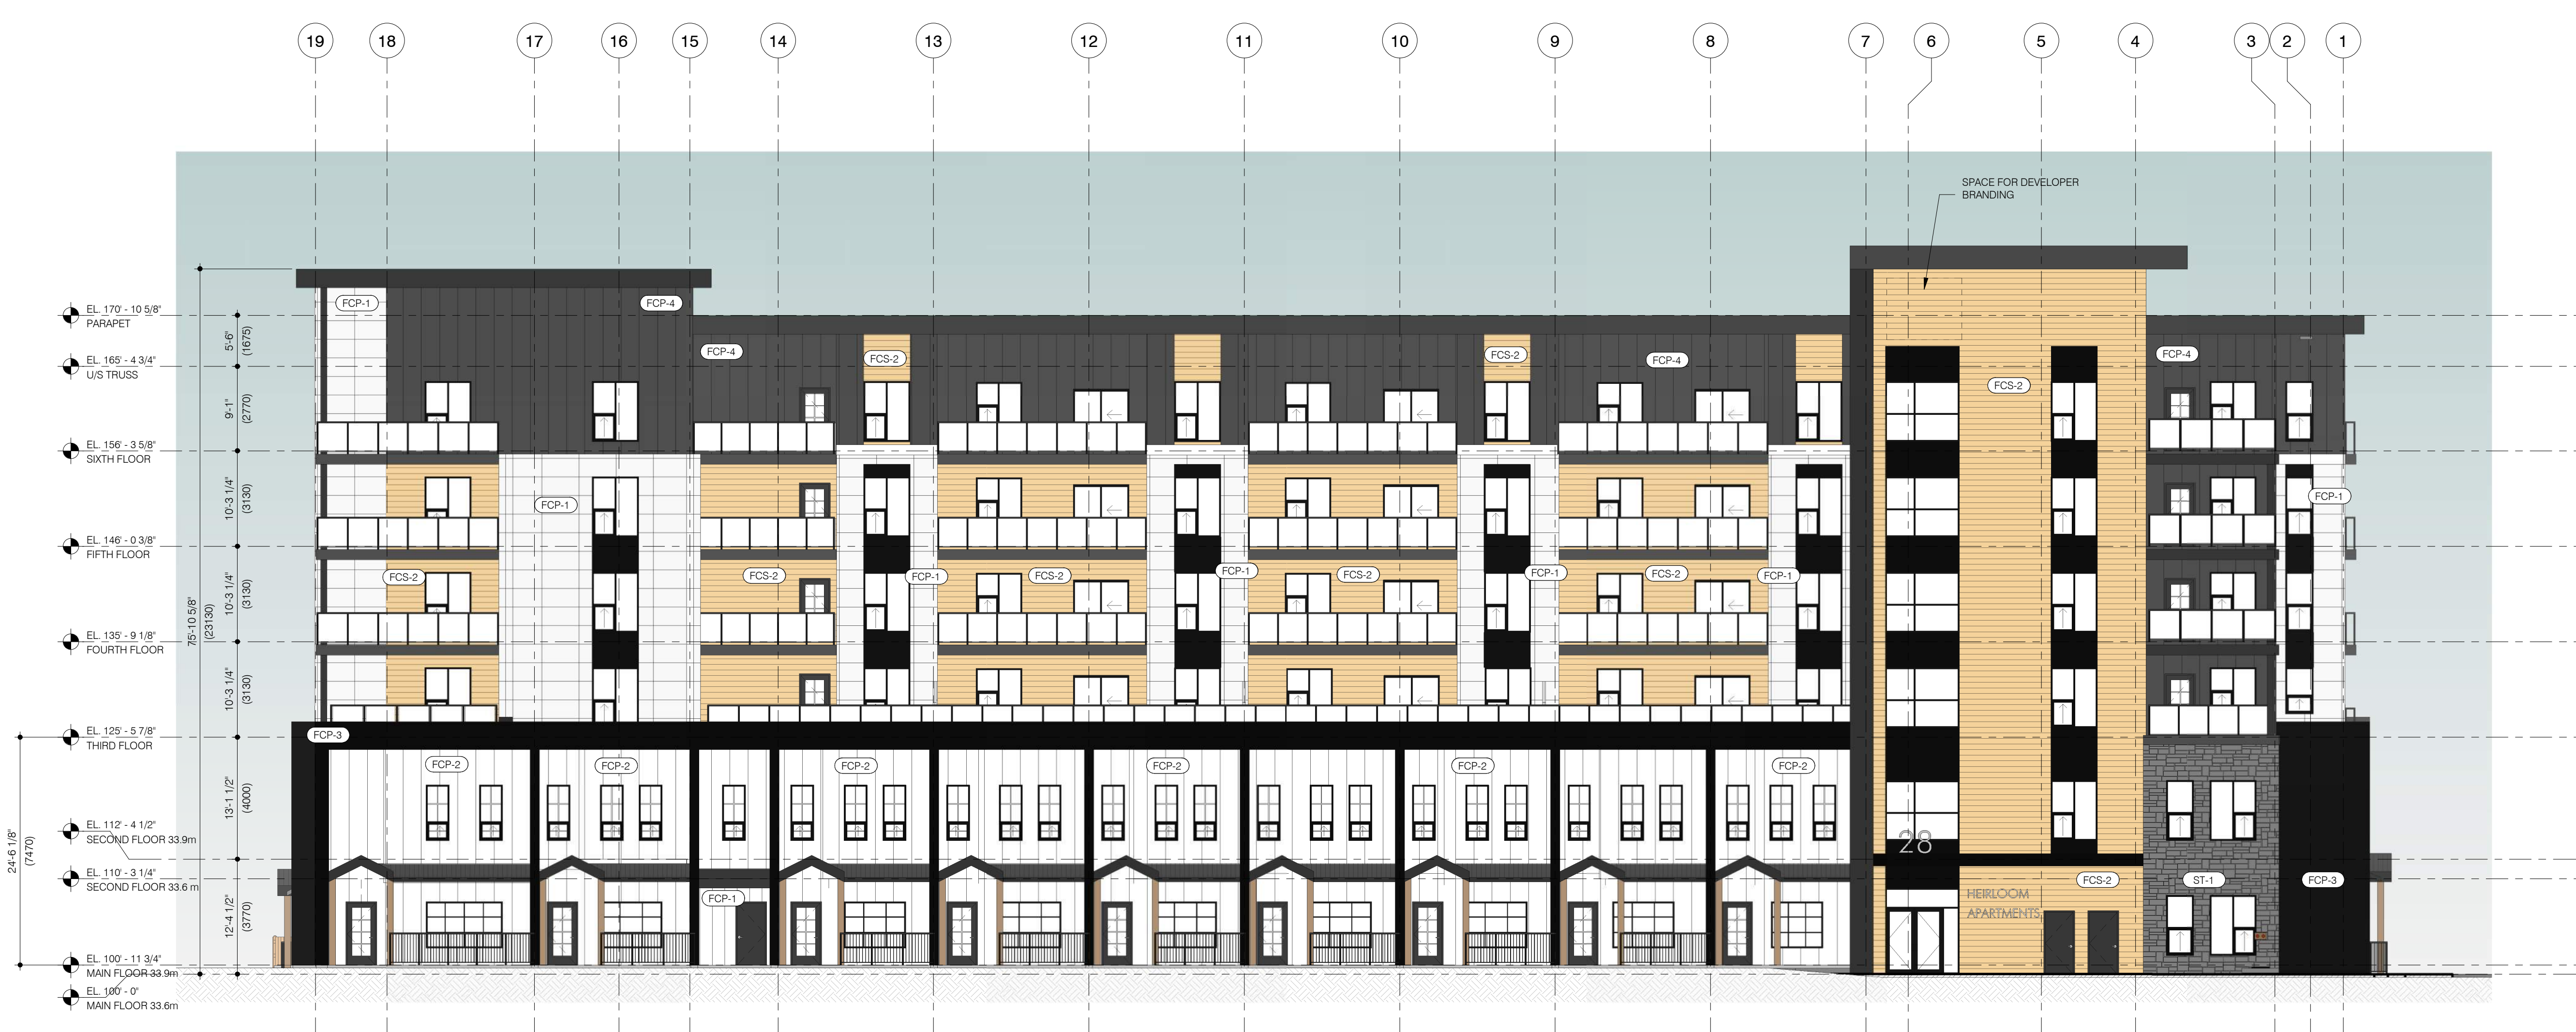 19 18 17 16 15 14 13 12 11 10 9 8 7 6 5 4 3 2 1
SPACE FOR DEVELOPER
BRANDING
EL. 170' - 10 5/8"
PARAPET
5'-6"
(1675)
EL. 165' - 4 3/4"
U/S TRUSS
9'-1"
(2770)
EL. 156' - 3 5/8"
SIXTH FLOOR
10'-3 1/4"
(3130)
EL. 146' - 0 3/8"
FIFTH FLOOR
10'-3 1/4"
(3130)
EL. 135' - 9 1/8"
FOURTH FLOOR
10'-3 1/4"
(3130)
EL. 125' - 5 7/8"
THIRD FLOOR
13'-1 1/2"
(4000)
EL. 112' - 4 1/2"
SECOND FLOOR 33.9m
EL. 110' - 3 1/4"
SECOND FLOOR 33.6 m
12'-4 1/2"
(3770)
EL. 100' - 11 3/4"
MAIN FLOOR 33.9m
EL. 100' - 0"
MAIN FLOOR 33.6m
75'-10 5/8"
(23130)
24'-6 1/8"
(7470)
FCP-1 FCP-4
FCP-4 FCS-2 FCS-2 FCP-4 FCP-4
FCS-2
FCP-1 FCP-1
FCS-2 FCS-2 FCP-1 FCS-2 FCP-1 FCS-2 FCP-1 FCS-2 FCP-1
FCP-3
FCP-2 FCP-2 FCP-2 FCP-2 FCP-2 FCP-2
28
FCP-1
HEIRLOOM
APARTMENTS
FCS-2 ST-1 FCP-3